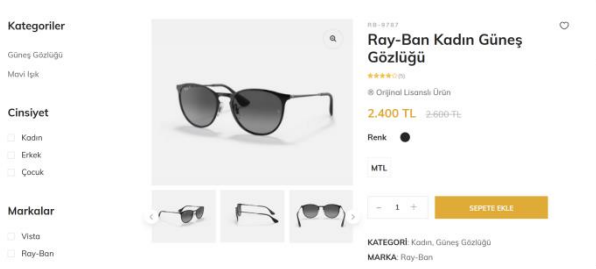 Kategoriler
Güneş Gözlüğü
Mavi Işık
Cinsiyet
Kadın
Erkek
Çocuk
Markalar
Vista
Ray-Ban
RB-8767
Ray-Ban Kadın Güneş
Gözlüğü
(5)
® Orijinal Lisanslı Ürün
2.400 TL 2.600 TL
Renk
MTL
- 1 +
SEPETE EKLE
KATEGORİ: Kadın, Güneş Gözlüğü
MARKA: Ray-Ban